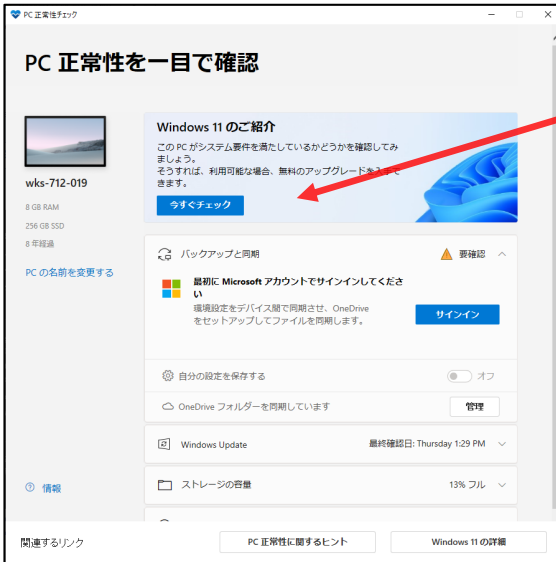 PC 正常性チェック
PC 正常性を一目で確認
wks-712-019
8 GB RAM
256 GB SSD
8 年経過
PC の名前を変更する
Windows 11 のご紹介
この PC がシステム要件を満たしているかどうかを確認してみ
ましょう。
そうすれば、利用可能な場合、無料のアップグレードを入手で
きます。
今すぐチェック
バックアップと同期
要確認
最初に Microsoft アカウントでサインインしてくださ
い
環境設定をデバイス間で同期させ、OneDrive
をセットアップしてファイルを同期します。
サインイン
自分の設定を保存する
オフ
OneDrive フォルダーを同期しています
管理
Windows Update
最終確認日: Thursday 1:29 PM
ストレージの容量
13% フル
情報
関連するリンク
PC 正常性に関するヒント
Windows 11 の詳細